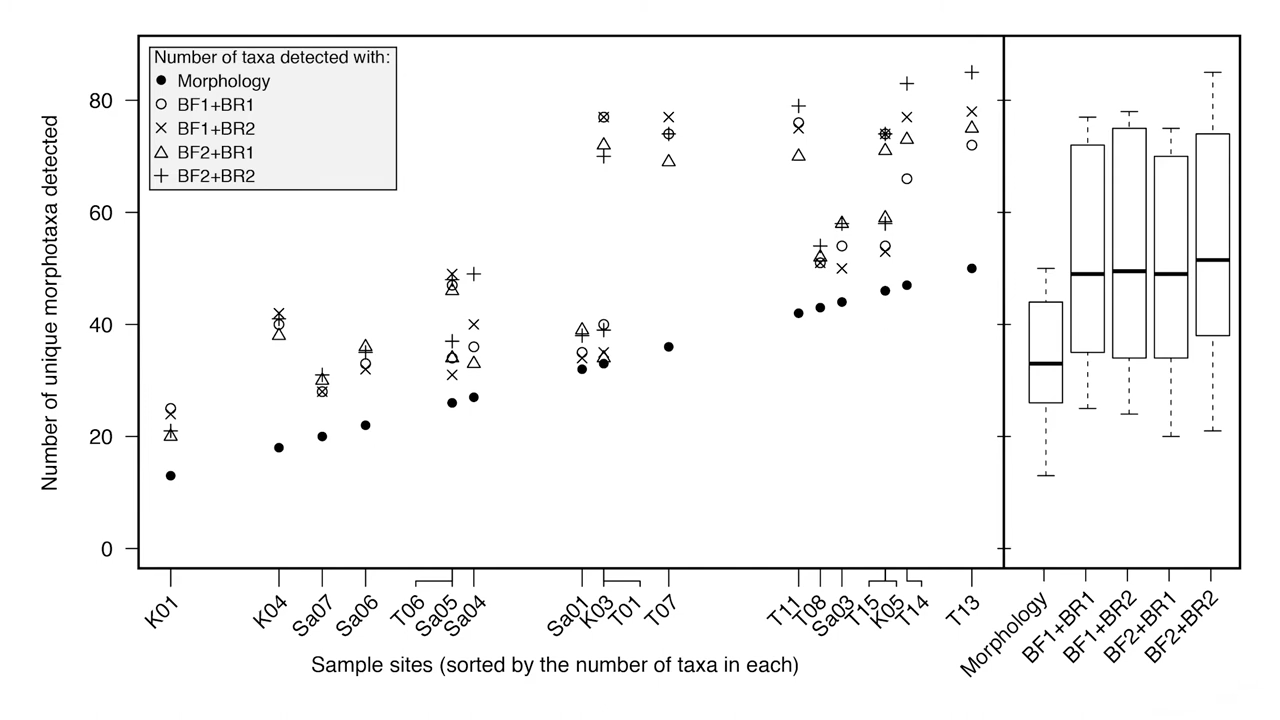 Number of taxa detected with:
Morphology
BF1+BR1
BF1+BR2
BF2+BR1
BF2+BR2
Number of unique morphotaxa detected
80
60
40
20
0
K01
K04
Sa07
Sa06
T06
Sa05
Sa04
Sa01
K03
T01
T07
T11
T08
Sa03
T15
K05
T14
T13
Morphology
BF1+BR1
BF1+BR2
BF2+BR1
BF2+BR2
Sample sites (sorted by the number of taxa in each)